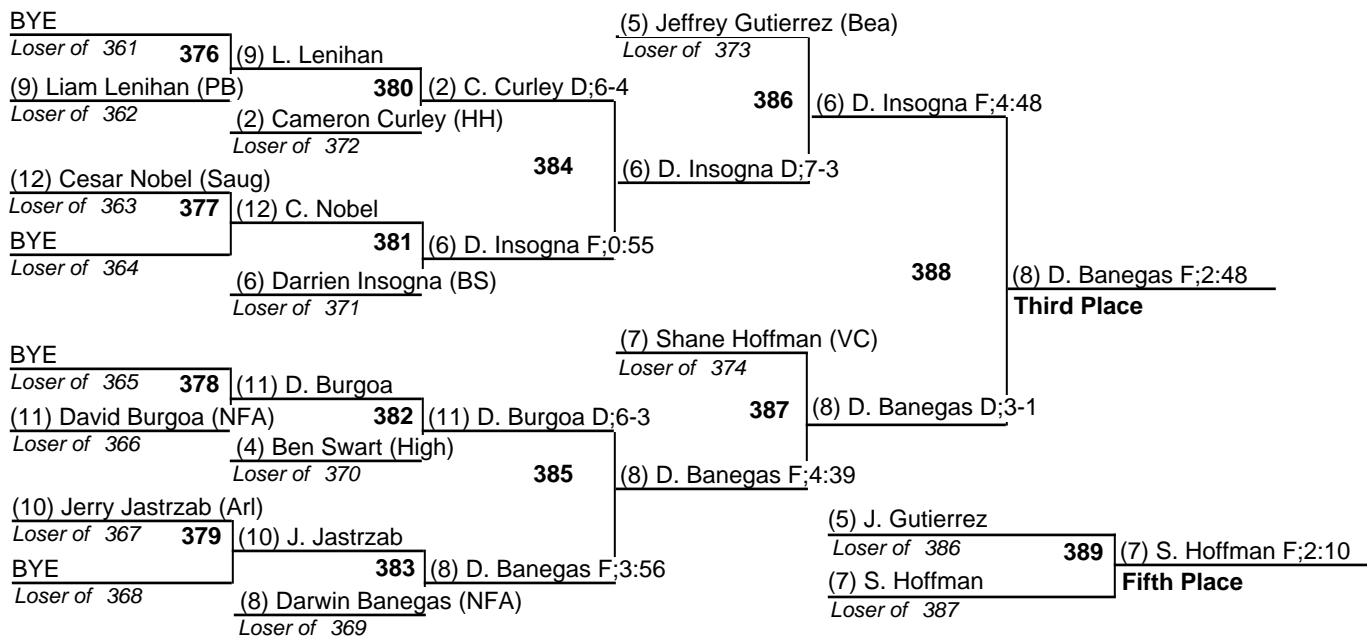 BYE
Loser of 361
376
(9) L. Lenihan
(9) Liam Lenihan (PB)
Loser of 362
380
(2) C. Curley D;6-4
(2) Cameron Curley (HH)
Loser of 372
(12) Cesar Nobel (Saug)
Loser of 363
377
(12) C. Nobel
BYE
Loser of 364
381
(6) D. Insogna F;0:55
(6) Darrien Insogna (BS)
Loser of 371
384
(5) Jeffrey Gutierrez (Bea)
Loser of 373
386
(6) D. Insogna F;4:48
(6) D. Insogna D;7-3
388
(8) D. Banegas F;2:48
Third Place
BYE
Loser of 365
378
(11) D. Burgoa
(11) David Burgoa (NFA)
Loser of 366
382
(11) D. Burgoa D;6-3
(4) Ben Swart (High)
Loser of 370
385
(10) Jerry Jastrzab (Arl)
Loser of 367
379
(10) J. Jastrzab
BYE
Loser of 368
383
(8) D. Banegas F;3:56
(8) Darwin Banegas (NFA)
Loser of 369
(7) Shane Hoffman (VC)
Loser of 374
387
(8) D. Banegas D;3-1
(8) D. Banegas F;4:39
(5) J. Gutierrez
Loser of 386
389
(7) S. Hoffman F;2:10
(7) S. Hoffman
Fifth Place
Loser of 387